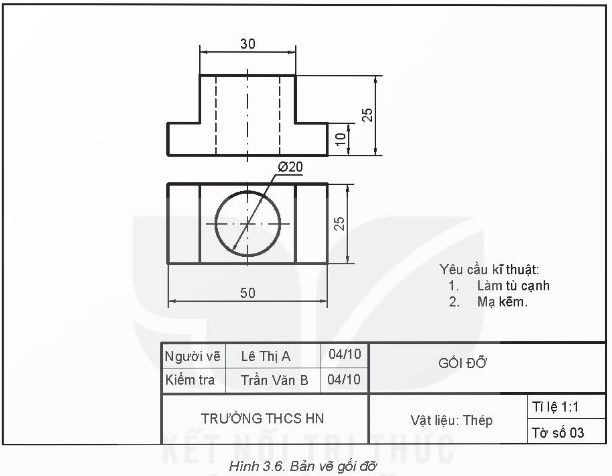 30
25
10
Ø20
25
50
Yêu cầu kĩ thuật:
1. Làm tù cạnh
2. Mạ kẽm.
Người vẽ Lê Thị A 04/10
GỐI ĐỠ
Kiểm tra Trần Văn B 04/10
TRƯỜNG THCS HN
Vật liệu: Thép
Tỉ lệ 1:1
Tờ số 03
KẾT NỐI TRI THỨC
Hình 3.6. Bản vẽ gối đỡ